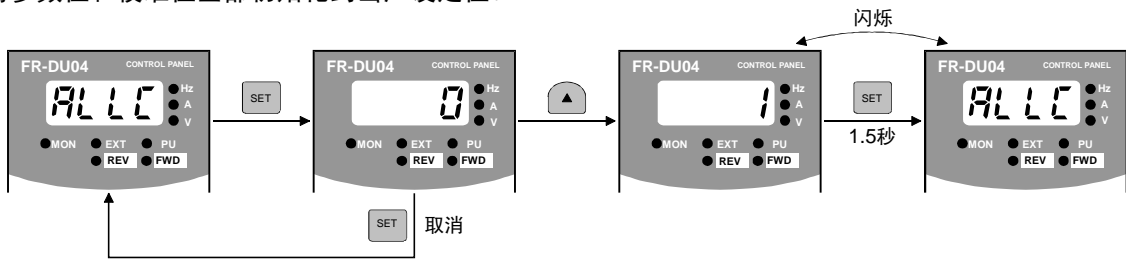 闪烁
FR-DU04 CONTROL PANEL
ALLC
Hz
A
V
MON EXT PU
REV FWD
SET
FR-DU04 CONTROL PANEL
0
Hz
A
V
MON EXT PU
REV FWD
FR-DU04 CONTROL PANEL
1
Hz
A
V
MON EXT PU
REV FWD
SET
1.5秒
FR-DU04 CONTROL PANEL
ALLC
Hz
A
V
MON EXT PU
REV FWD
SET 取消